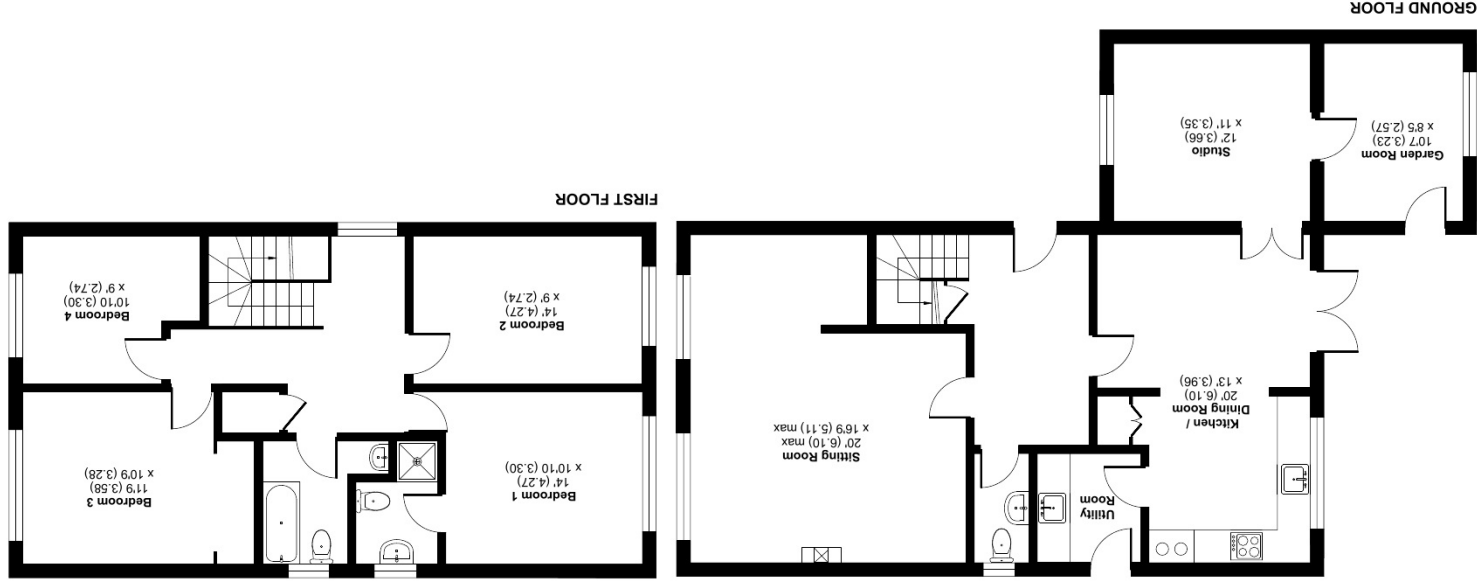 Utility
Room
Kitchen /
Dining Room
20' (6.10)
x 13' (3.96)
Sitting Room
20' (6.10) max
x 16'9 (5.11) max
Garden Room
10'7 (3.23)
x 8'5 (2.57)
Studio
12' (3.66)
x 11' (3.35)
GROUND FLOOR
Bedroom 1
14' (4.27)
x 10'10 (3.30)
Bedroom 3
11'9 (3.58)
x 10'9 (3.28)
Bedroom 2
14' (4.27)
x 9' (2.74)
Bedroom 4
10'10 (3.30)
x 9' (2.74)
FIRST FLOOR